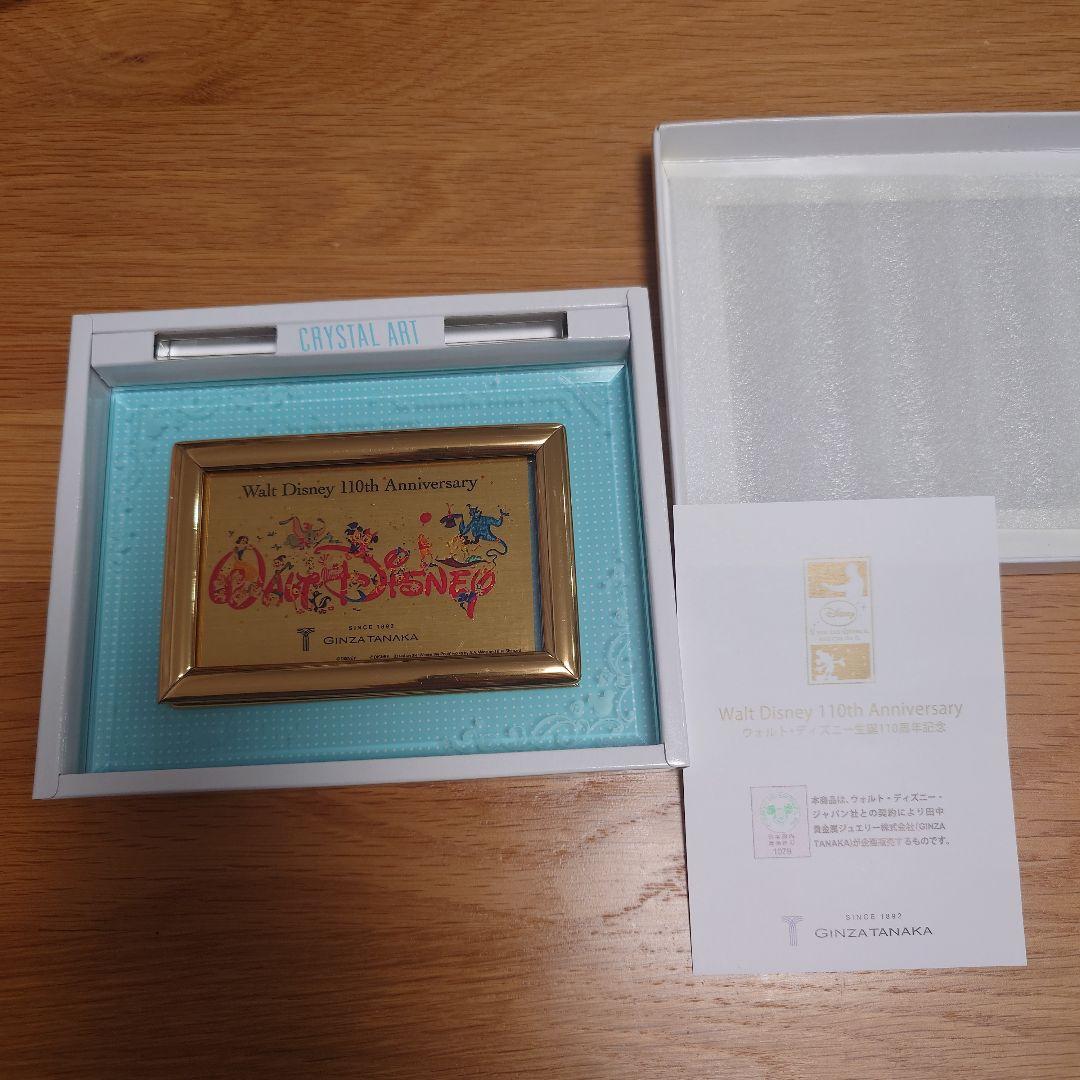 CRYSTAL ART
Walt Disney 110th Anniversary
WALT DISNEY
SINCE 1892
GINZA TANAKA
© DISNEY
Disney
Walt Disney 110th Anniversary
ウォルト・ディズニー生誕110周年記念
本商品は、ウォルト・ディズニー・
ジャパン社との契約により田中
貴金属ジュエリー株式会社(GINZA
TANAKA)が企画販売するものです。
1079
SINCE 1892
GINZA TANAKA